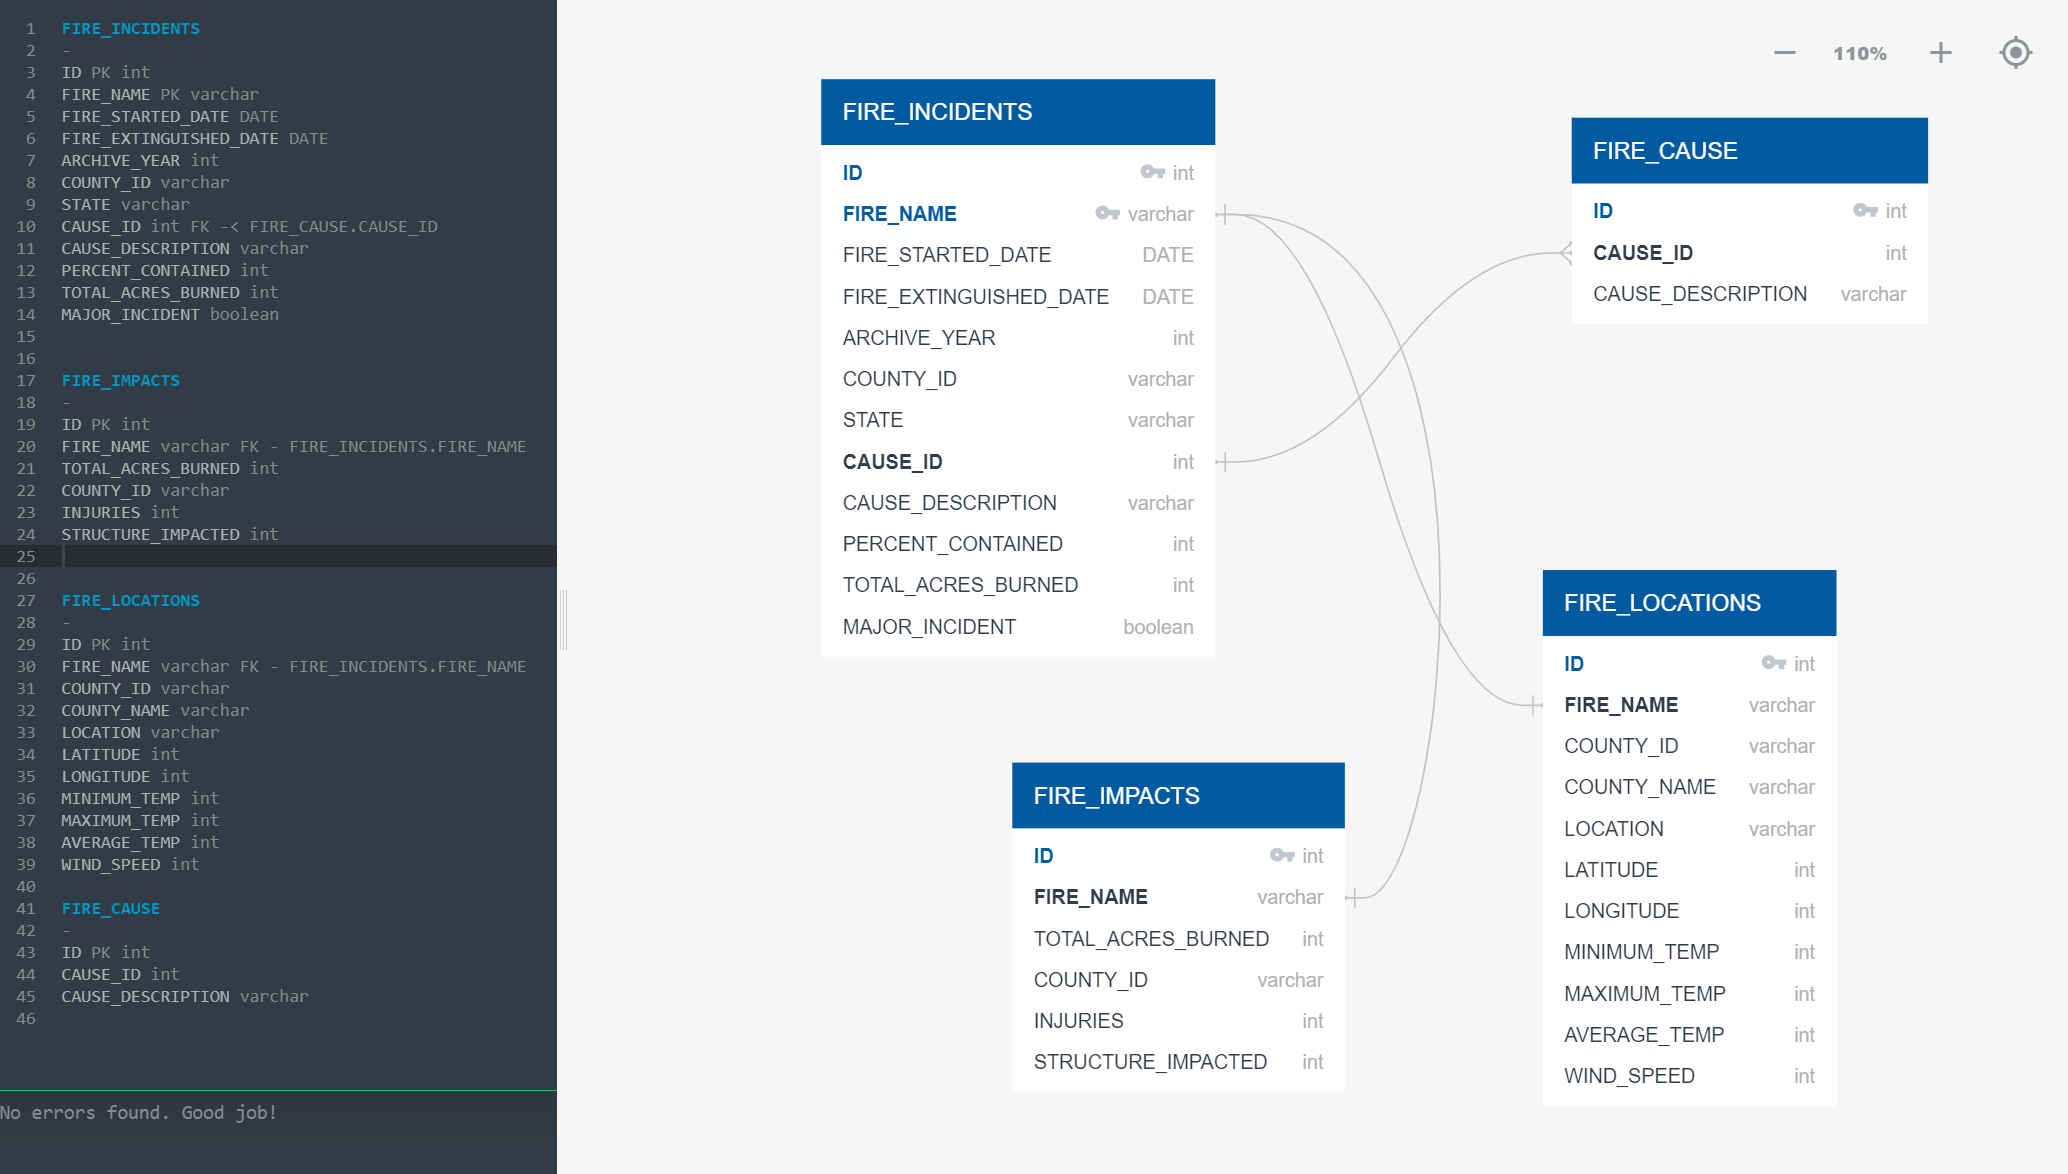 1 FIRE_INCIDENTS
2 -
3 ID PK int
4 FIRE_NAME PK varchar
5 FIRE_STARTED_DATE DATE
6 FIRE_EXTINGUISHED_DATE DATE
7 ARCHIVE_YEAR int
8 COUNTY_ID varchar
9 STATE varchar
10 CAUSE_ID int FK -< FIRE_CAUSE.CAUSE_ID
11 CAUSE_DESCRIPTION varchar
12 PERCENT_CONTAINED int
13 TOTAL_ACRES_BURNED int
14 MAJOR_INCIDENT boolean
15
16
17 FIRE_IMPACTS
18 -
19 ID PK int
20 FIRE_NAME varchar FK - FIRE_INCIDENTS.FIRE_NAME
21 TOTAL_ACRES_BURNED int
22 COUNTY_ID varchar
23 INJURIES int
24 STRUCTURE_IMPACTED int
25
26
27 FIRE_LOCATIONS
28 -
29 ID PK int
30 FIRE_NAME varchar FK - FIRE_INCIDENTS.FIRE_NAME
31 COUNTY_ID varchar
32 COUNTY_NAME varchar
33 LOCATION varchar
34 LATITUDE int
35 LONGITUDE int
36 MINIMUM_TEMP int
37 MAXIMUM_TEMP int
38 AVERAGE_TEMP int
39 WIND_SPEED int
40
41 FIRE_CAUSE
42 -
43 ID PK int
44 CAUSE_ID int
45 CAUSE_DESCRIPTION varchar
46
No errors found. Good job!
110%
FIRE_INCIDENTS
ID int
FIRE_NAME varchar
FIRE_STARTED_DATE DATE
FIRE_EXTINGUISHED_DATE DATE
ARCHIVE_YEAR int
COUNTY_ID varchar
STATE varchar
CAUSE_ID int
CAUSE_DESCRIPTION varchar
PERCENT_CONTAINED int
TOTAL_ACRES_BURNED int
MAJOR_INCIDENT boolean
FIRE_CAUSE
ID int
CAUSE_ID int
CAUSE_DESCRIPTION varchar
FIRE_IMPACTS
ID int
FIRE_NAME varchar
TOTAL_ACRES_BURNED int
COUNTY_ID varchar
INJURIES int
STRUCTURE_IMPACTED int
FIRE_LOCATIONS
ID int
FIRE_NAME varchar
COUNTY_ID varchar
COUNTY_NAME varchar
LOCATION varchar
LATITUDE int
LONGITUDE int
MINIMUM_TEMP int
MAXIMUM_TEMP int
AVERAGE_TEMP int
WIND_SPEED int